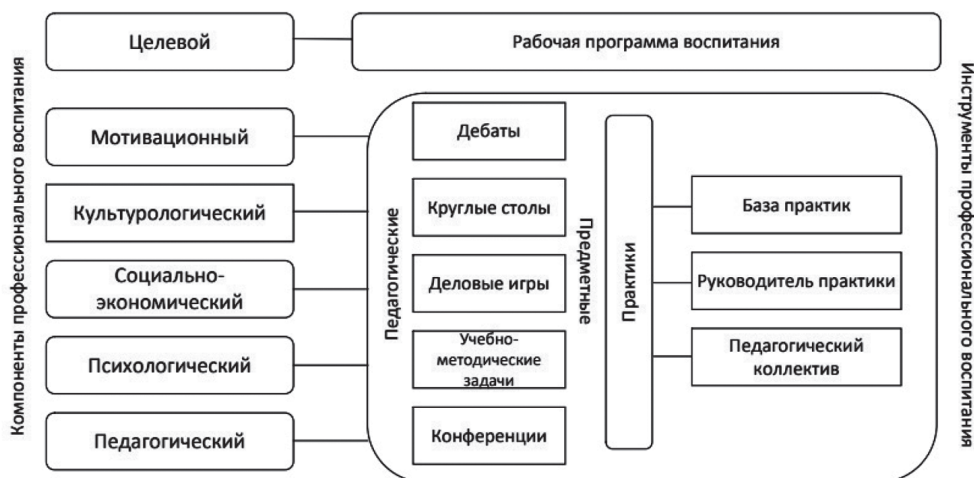 Компоненты профессионального воспитания
Целевой
Рабочая программа воспитания
Мотивационный
Культурологический
Социально-
экономический
Психологический
Педагогический
Педагогические
Дебаты
Круглые столы
Деловые игры
Учебно-
методические
задачи
Конференции
Предметные
Практики
База практик
Руководитель практики
Педагогический
коллектив
Инструменты профессионального воспитания